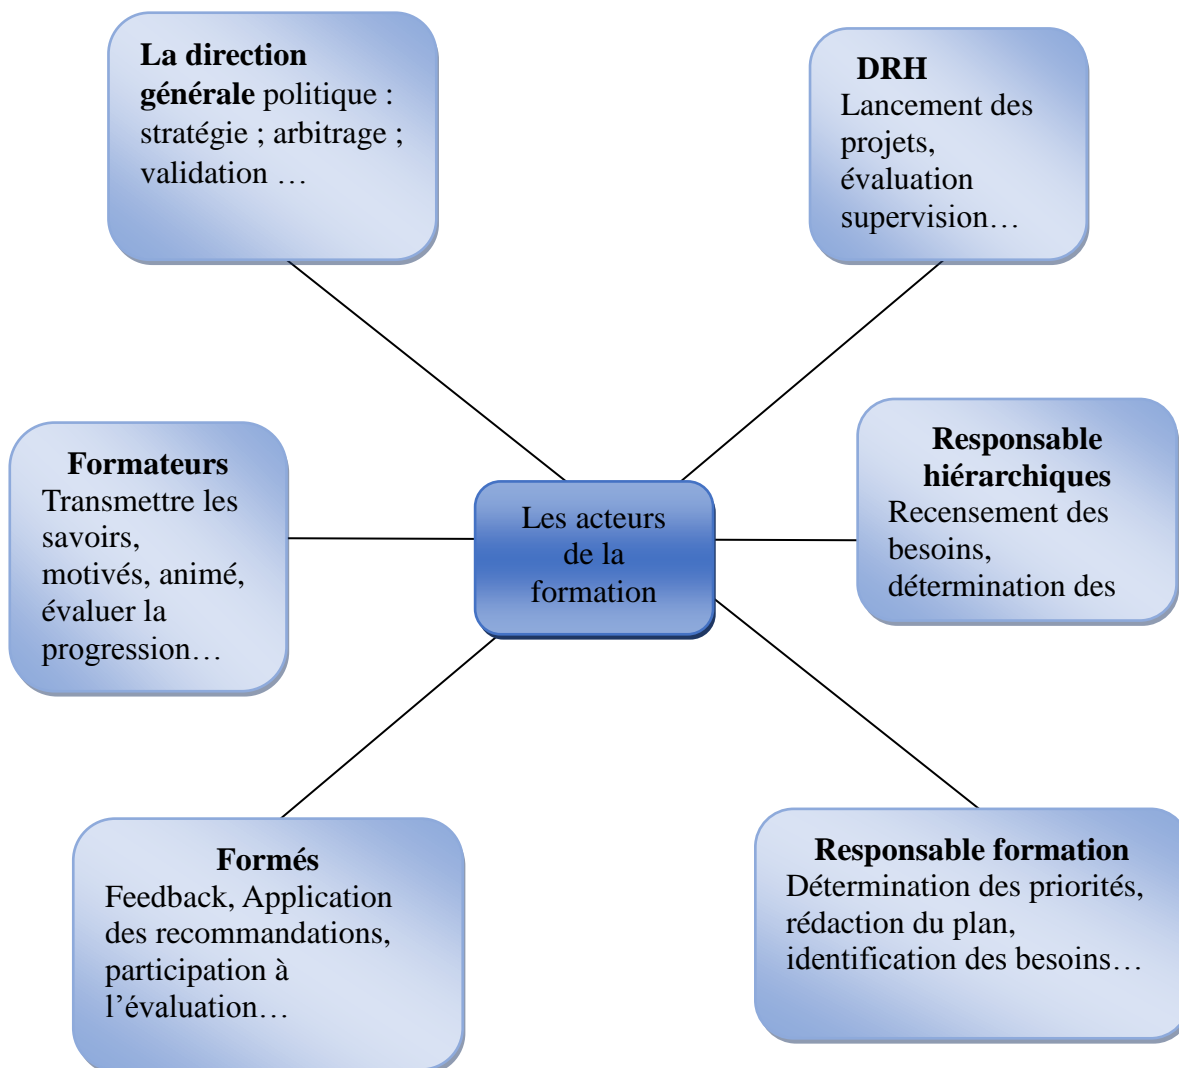 La direction
générale politique :
stratégie ; arbitrage ;
validation …
DRH
Lancement des
projets,
évaluation
supervision…
Formateurs
Transmettre les
savoirs,
motivés, animé,
évaluer la
progression…
Les acteurs
de la
formation
Responsable
hiérarchiques
Recensement des
besoins,
détermination des
Formés
Feedback, Application
des recommandations,
participation à
l’évaluation…
Responsable formation
Détermination des priorités,
rédaction du plan,
identification des besoins…